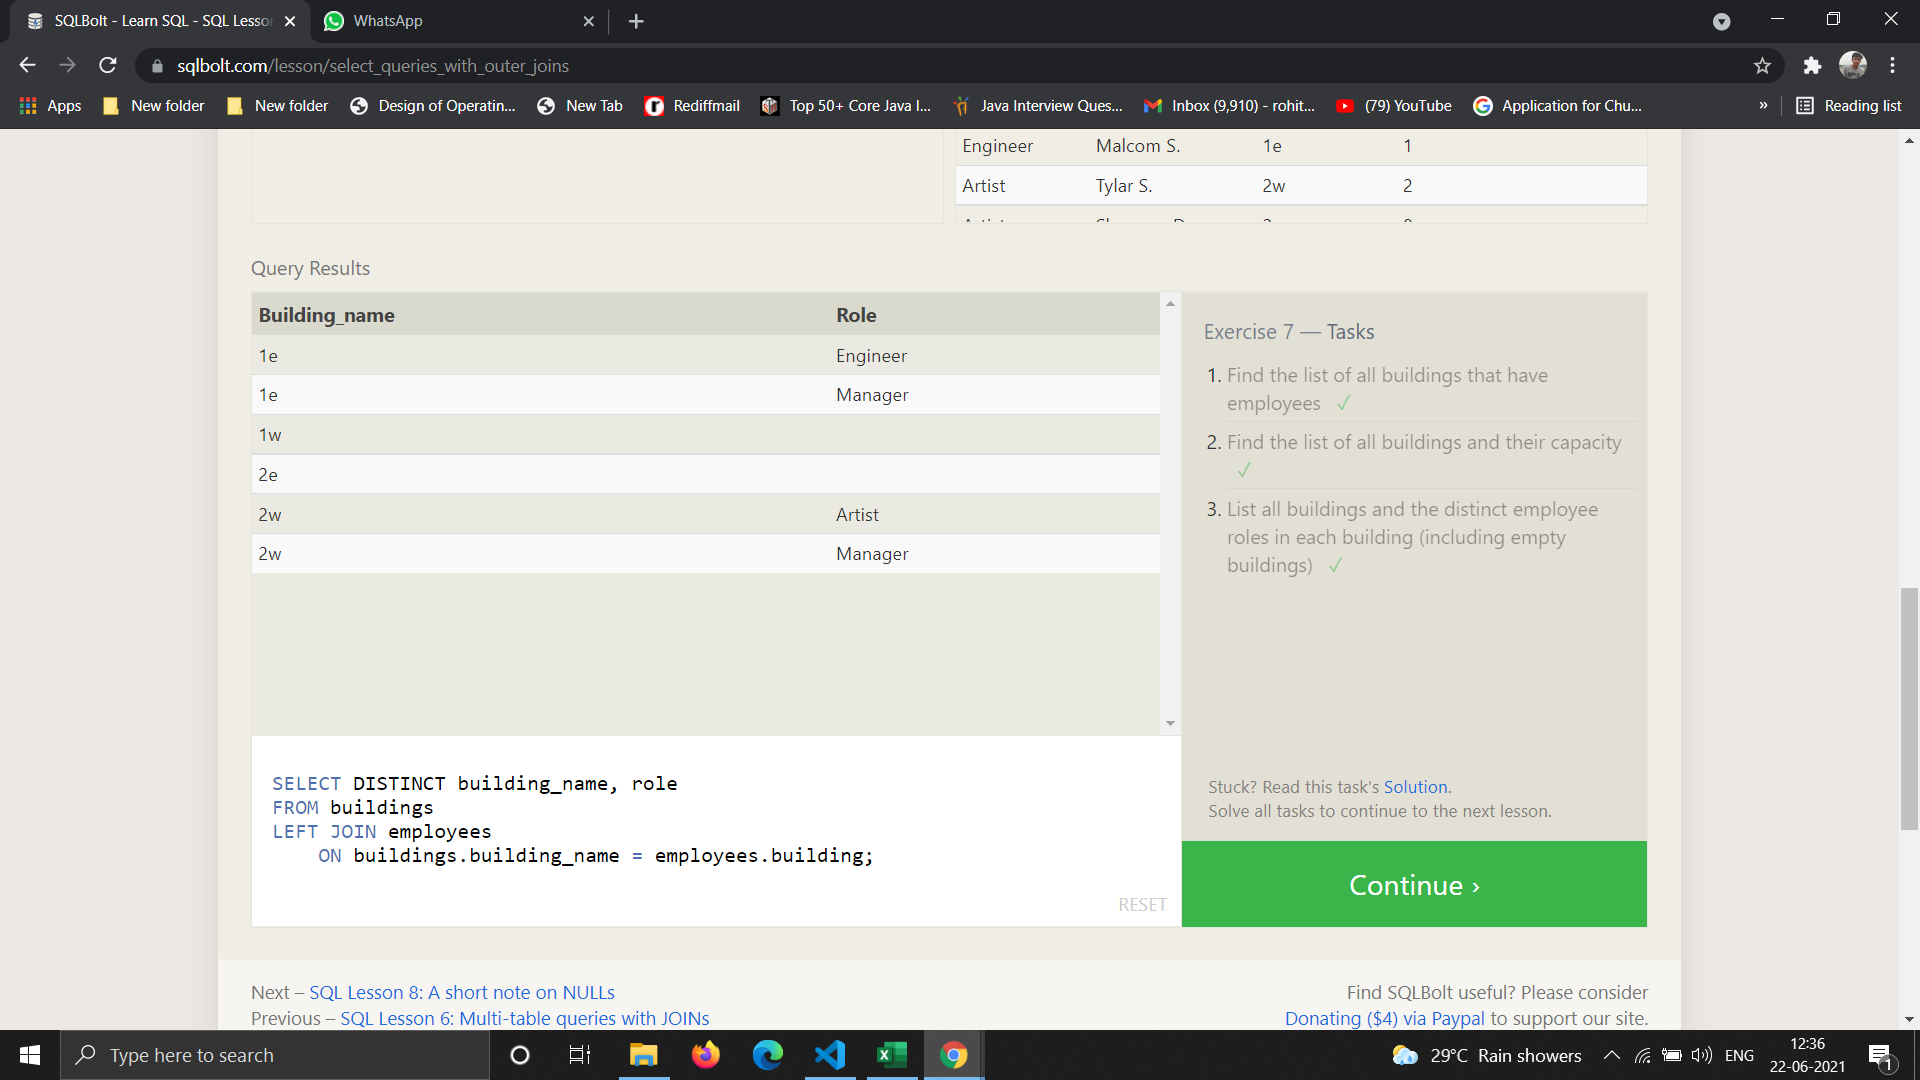 SQLBolt - Learn SQL - SQL Lesso
WhatsApp
sqlbolt.com/lesson/select_queries_with_outer_joins
Apps
New folder
New folder
Design of Operatin...
New Tab
Rediffmail
Top 50+ Core Java I...
Java Interview Ques...
Inbox (9,910) - rohit...
(79) YouTube
Application for Chu...
»
Reading list
Engineer Malcom S. 1e 1
Artist Tylar S. 2w 2
Query Results
Building_name Role
1e Engineer
1e Manager
1w
2e
2w Artist
2w Manager
Exercise 7 — Tasks
1. Find the list of all buildings that have
employees ✓
2. Find the list of all buildings and their capacity
✓
3. List all buildings and the distinct employee
roles in each building (including empty
buildings) ✓
SELECT DISTINCT building_name, role
FROM buildings
LEFT JOIN employees
ON buildings.building_name = employees.building;
RESET
Stuck? Read this task's Solution.
Solve all tasks to continue to the next lesson.
Continue ›
Next – SQL Lesson 8: A short note on NULLs
Previous – SQL Lesson 6: Multi-table queries with JOINs
Find SQLBolt useful? Please consider
Donating ($4) via Paypal to support our site.
Type here to search
29°C Rain showers
ENG
12:36
22-06-2021
1